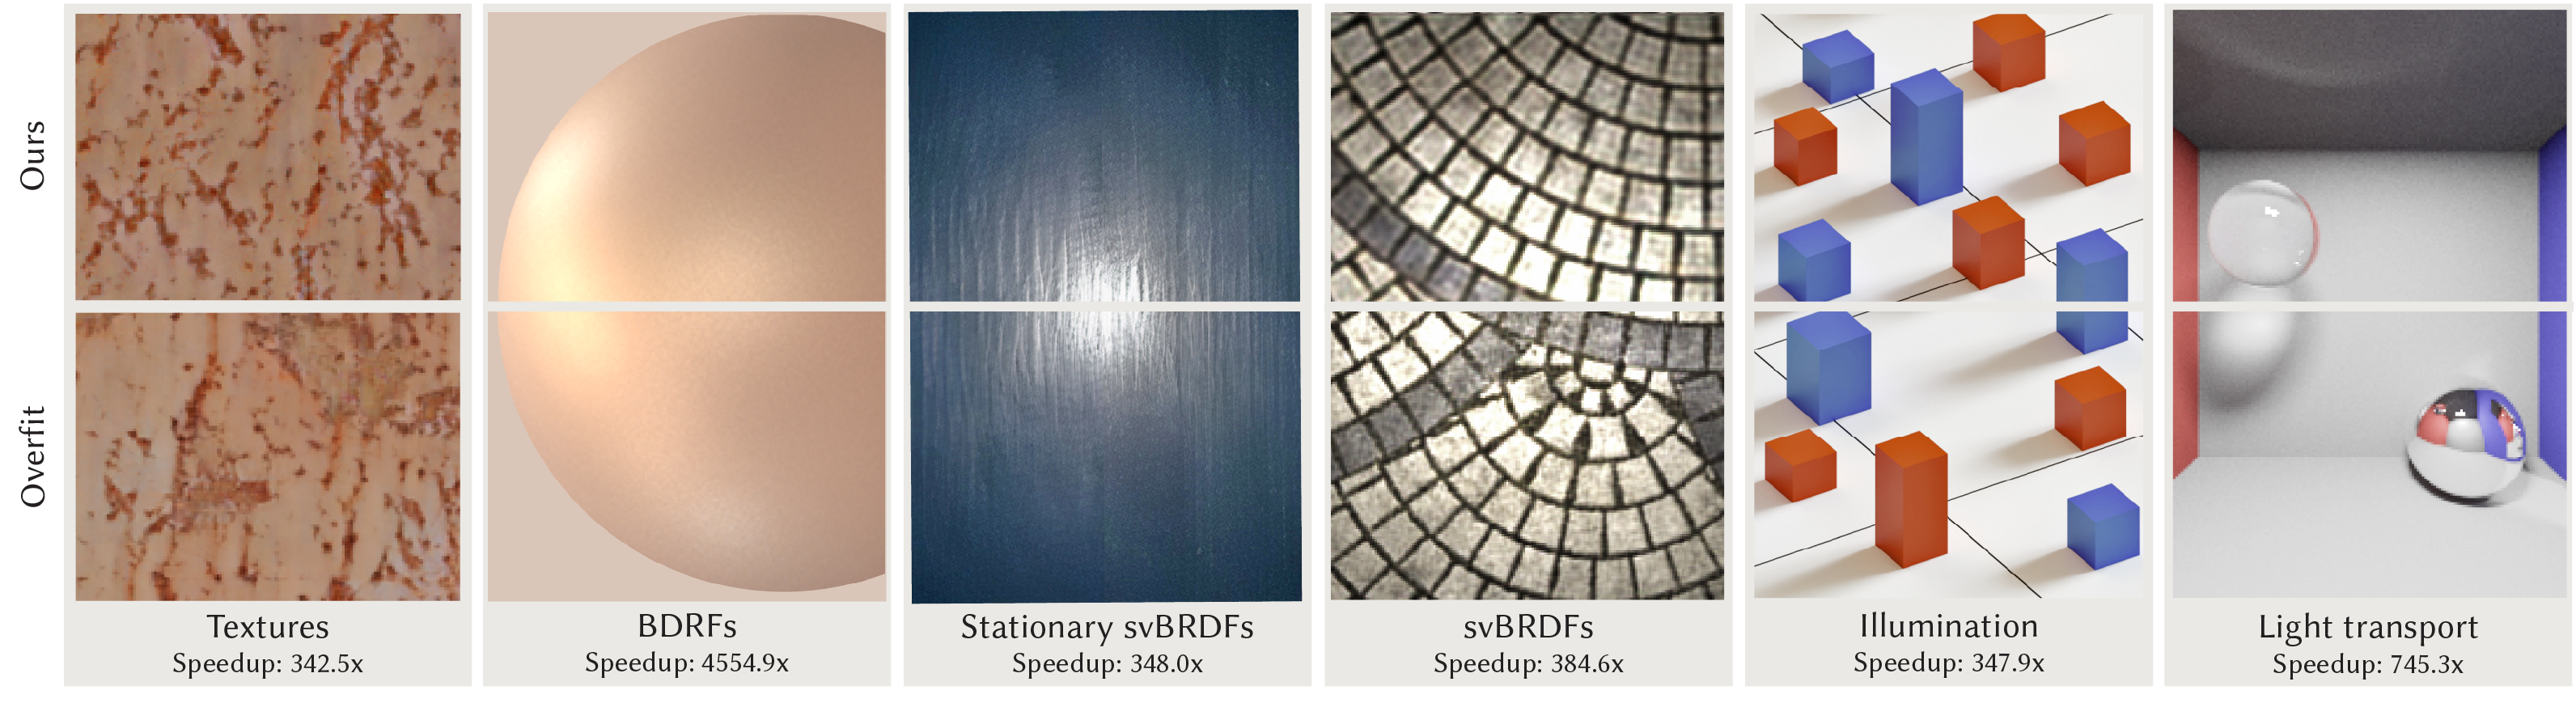 Ours
Overfit
Textures
Speedup: 342.5x
BDRFs
Speedup: 4554.9x
Stationary svBRDFs
Speedup: 348.0x
svBRDFs
Speedup: 384.6x
Illumination
Speedup: 347.9x
Light transport
Speedup: 745.3x